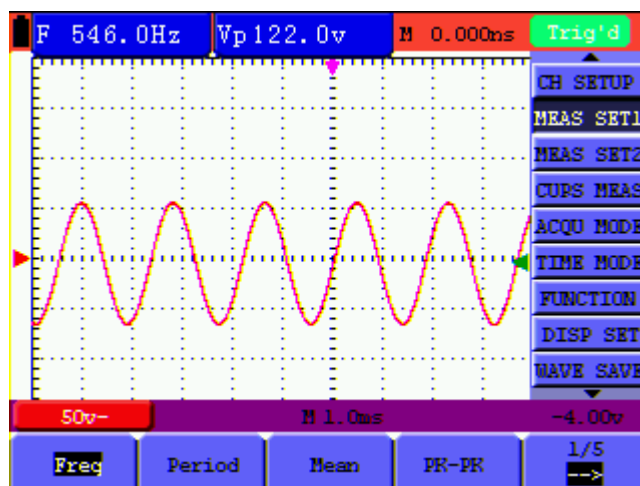 F 546.0Hz Vp122.0v M 0.000ns Trig'd
CH SETUP
MEAS SET1
MEAS SET2
CURS MEAS
ACQU MODE
TIME MODE
FUNCTION
DISP SET
WAVE SAVE
50v~ M 1.0ms -4.00v
Freq Period Mean PK-PK 1/5
-->